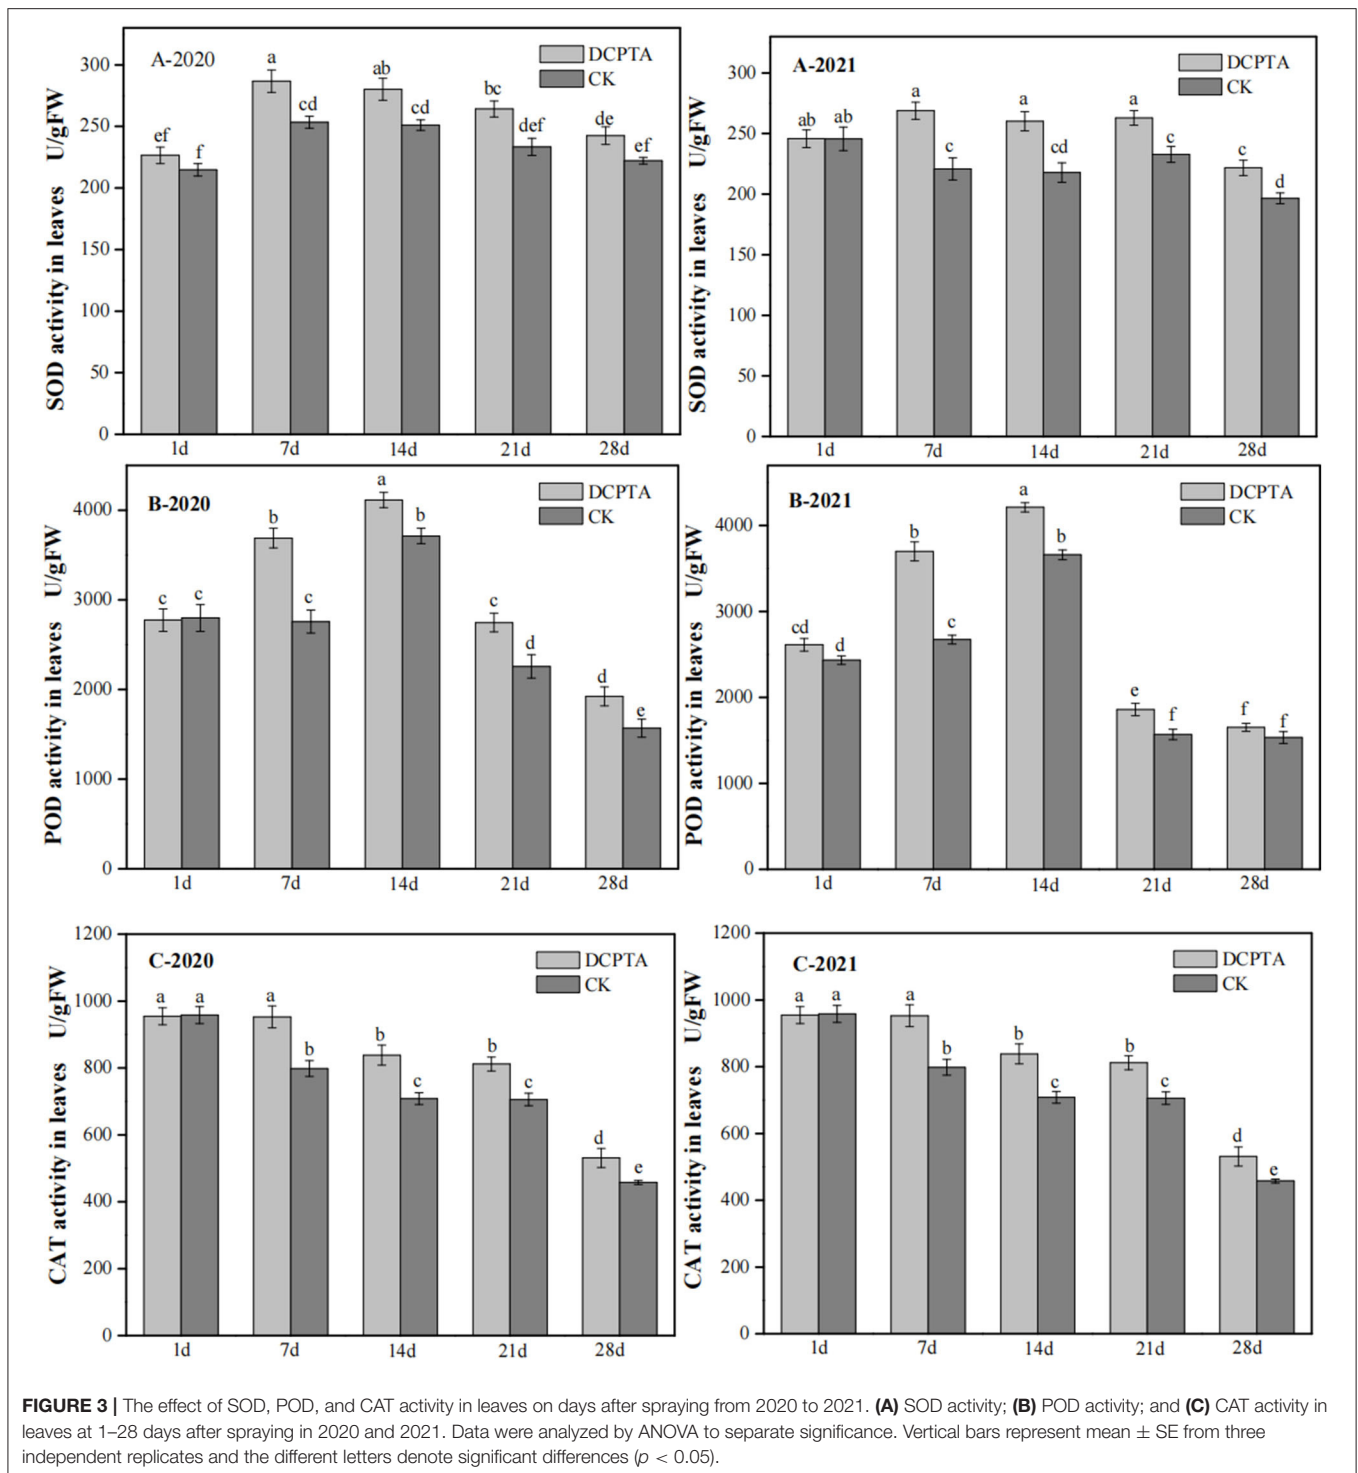 A-2020
DCPTA
CK
SOD activity in leaves U/gFW
300
250
200
150
100
50
0
ef
f
a
cd
ab
cd
bc
def
de
ef
1d 7d 14d 21d 28d
A-2021
DCPTA
CK
SOD activity in leaves U/gFW
300
250
200
150
100
50
0
ab
ab
a
c
a
cd
a
c
c
d
1d 7d 14d 21d 28d
B-2020
DCPTA
CK
POD activity in leaves U/gFW
4000
3000
2000
1000
0
c
c
b
c
a
b
c
d
d
e
1d 7d 14d 21d 28d
B-2021
DCPTA
CK
POD activity in leaves U/gFW
4000
3000
2000
1000
0
cd
d
b
c
a
b
e
f
f
f
1d 7d 14d 21d 28d
C-2020
DCPTA
CK
CAT activity in leaves U/gFW
1200
1000
800
600
400
200
0
a
a
a
b
b
c
b
c
d
e
1d 7d 14d 21d 28d
C-2021
DCPTA
CK
CAT activity in leaves U/gFW
1200
1000
800
600
400
200
0
a
a
a
b
b
c
b
c
d
e
1d 7d 14d 21d 28d
FIGURE 3 | The effect of SOD, POD, and CAT activity in leaves on days after spraying from 2020 to 2021. (A) SOD activity; (B) POD activity; and (C) CAT activity in
leaves at 1–28 days after spraying in 2020 and 2021. Data were analyzed by ANOVA to separate significance. Vertical bars represent mean ± SE from three
independent replicates and the different letters denote significant differences (p < 0.05).